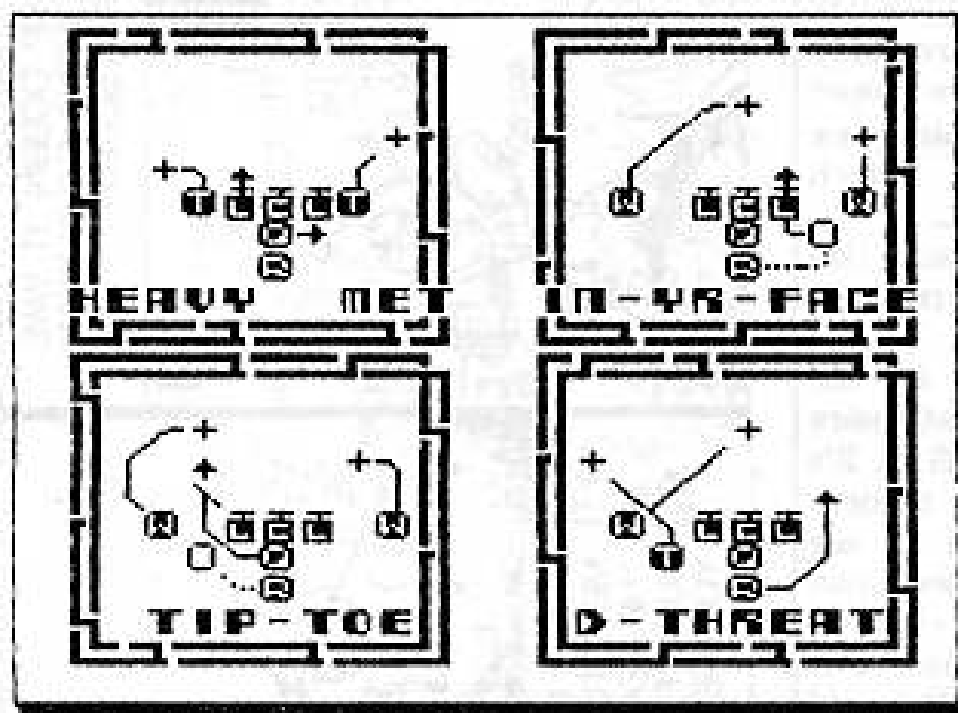 T L C L T
R
HEAVY MET
W L C L W
R
IN-YR-FACE
W L C L W
R
TIP-TOE
W L C L
T
R
D-THREAT